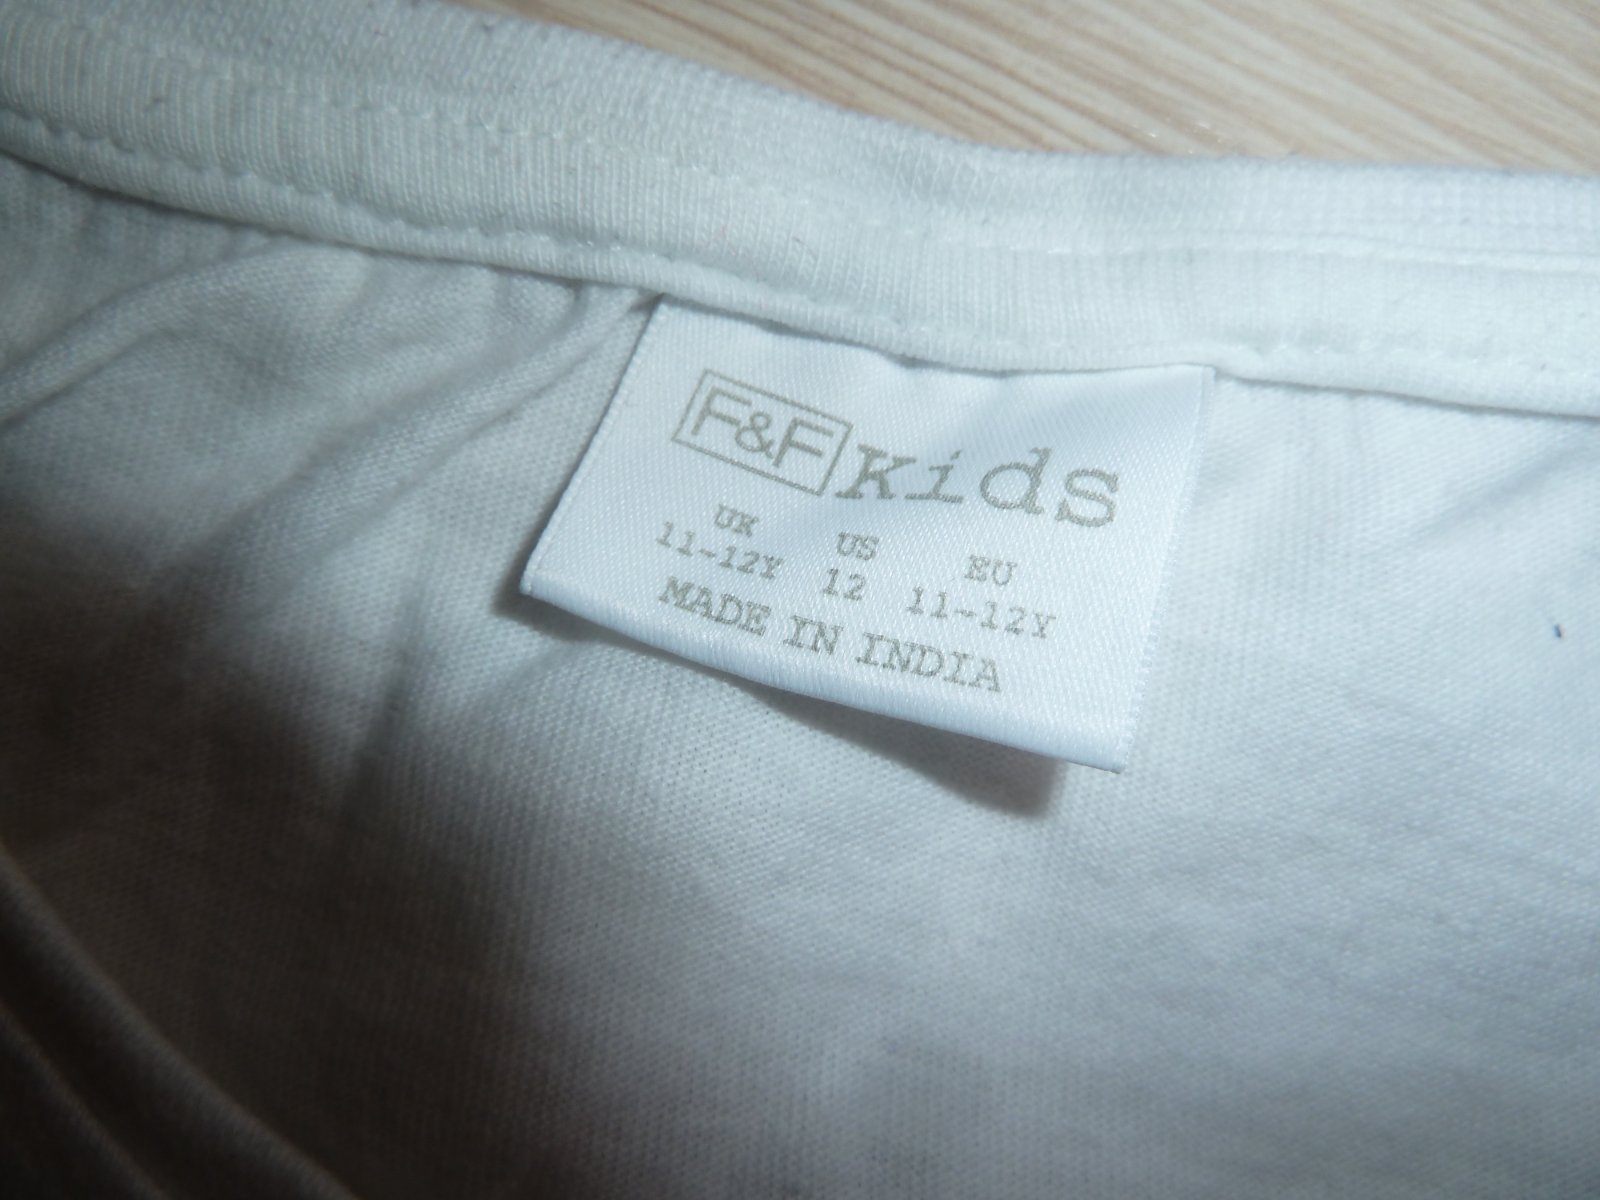 F&F Kids
UK US EU
11-12Y 12 11-12Y
MADE IN INDIA